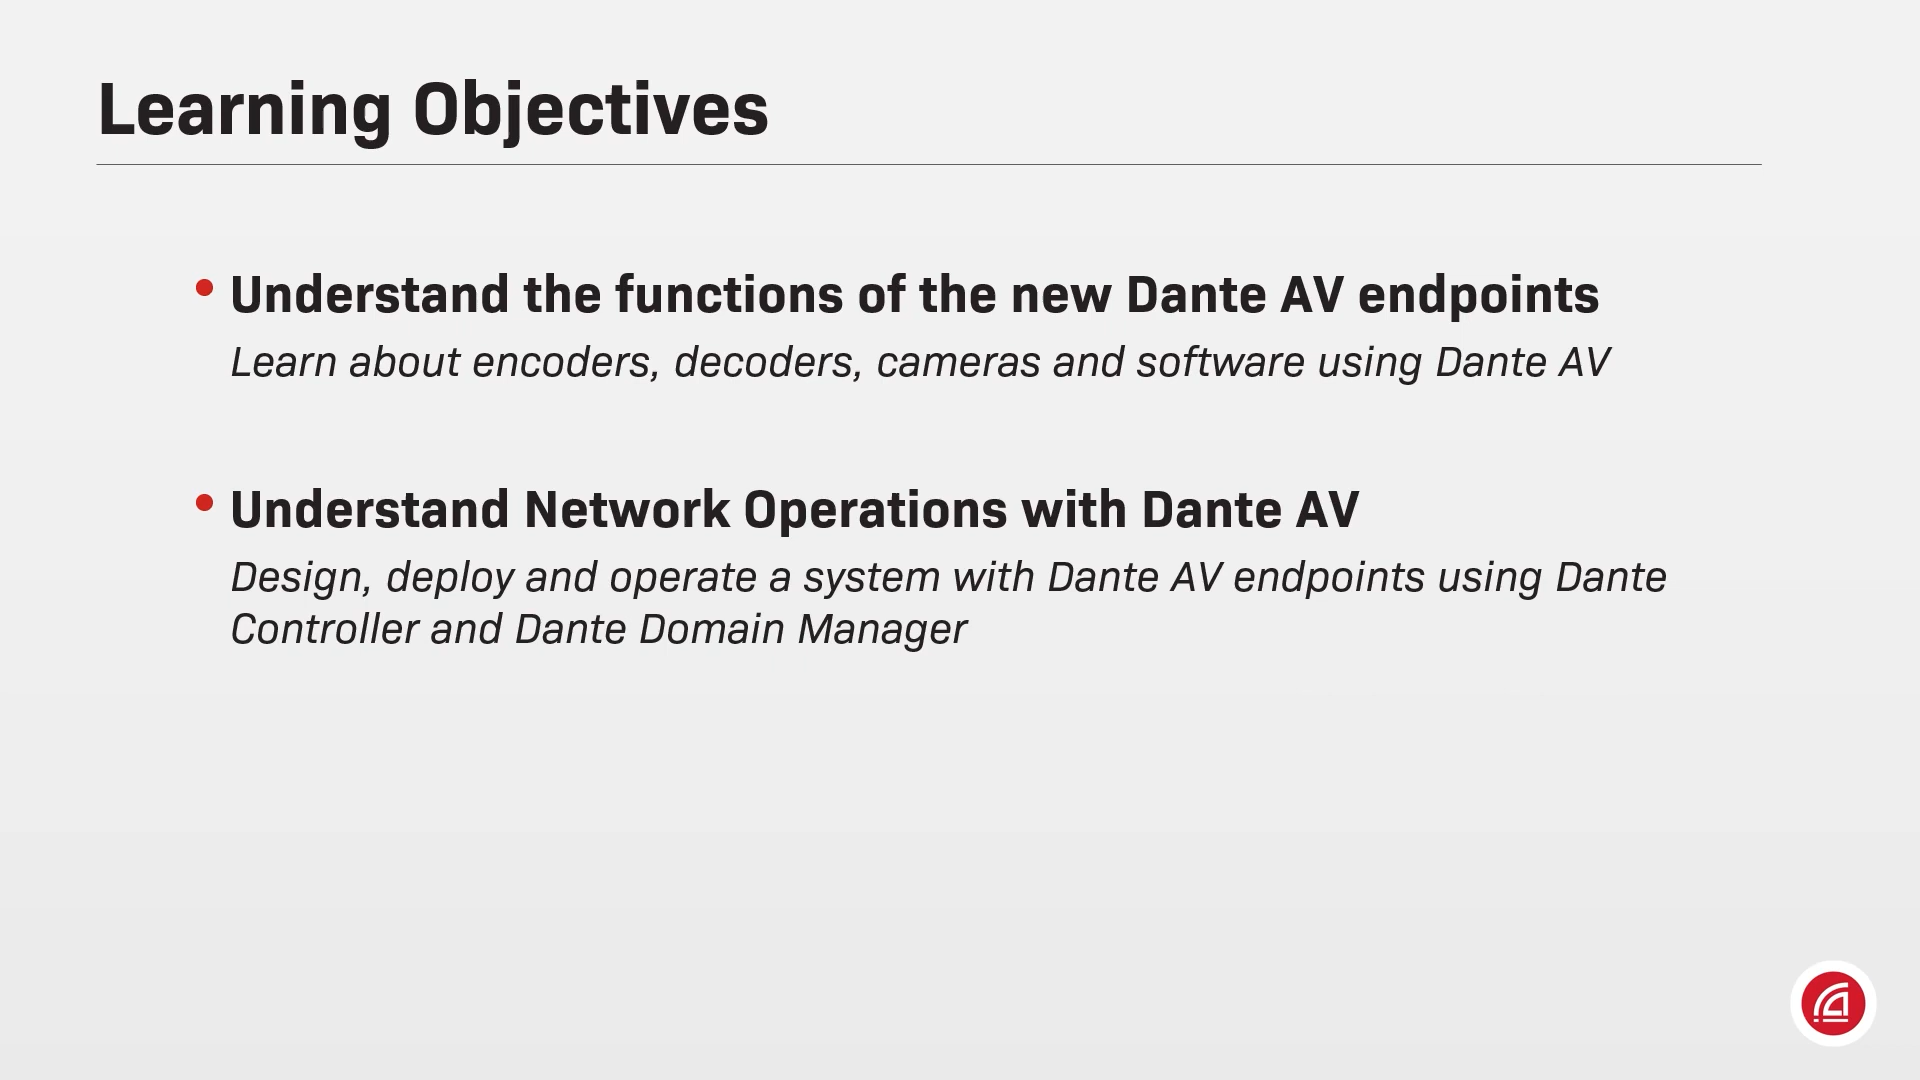 Learning Objectives
• Understand the functions of the new Dante AV endpoints
Learn about encoders, decoders, cameras and software using Dante AV
• Understand Network Operations with Dante AV
Design, deploy and operate a system with Dante AV endpoints using Dante
Controller and Dante Domain Manager